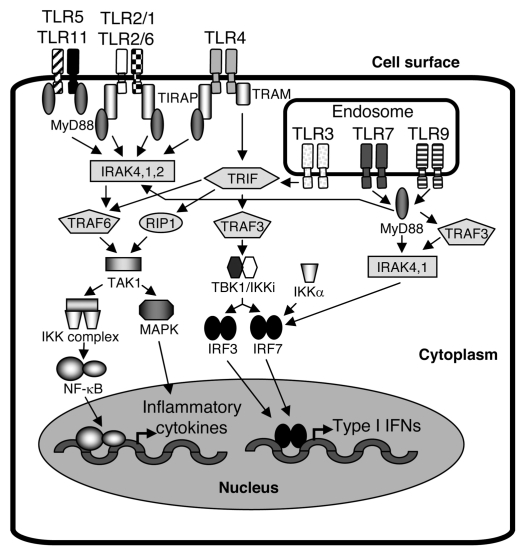 TLR5
TLR11
TLR2/1
TLR2/6
TLR4
Cell surface
TIRAP
TRAM
MyD88
Endosome
TLR3
TLR7
TLR9
IRAK4,1,2
TRIF
MyD88
TRAF6
RIP1
TRAF3
TRAF3
IRAK4,1
TAK1
TBK1/IKKi
IKKα
IKK complex
MAPK
IRF3
IRF7
Cytoplasm
NF-κB
Inflammatory
cytokines
Type I IFNs
Nucleus